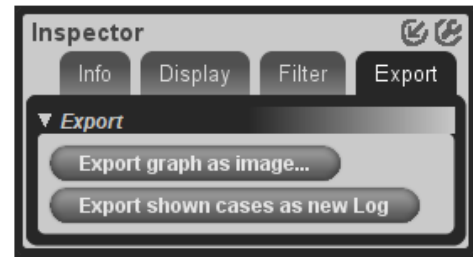 Inspector
Info Display Filter Export
Export
Export graph as image...
Export shown cases as new Log